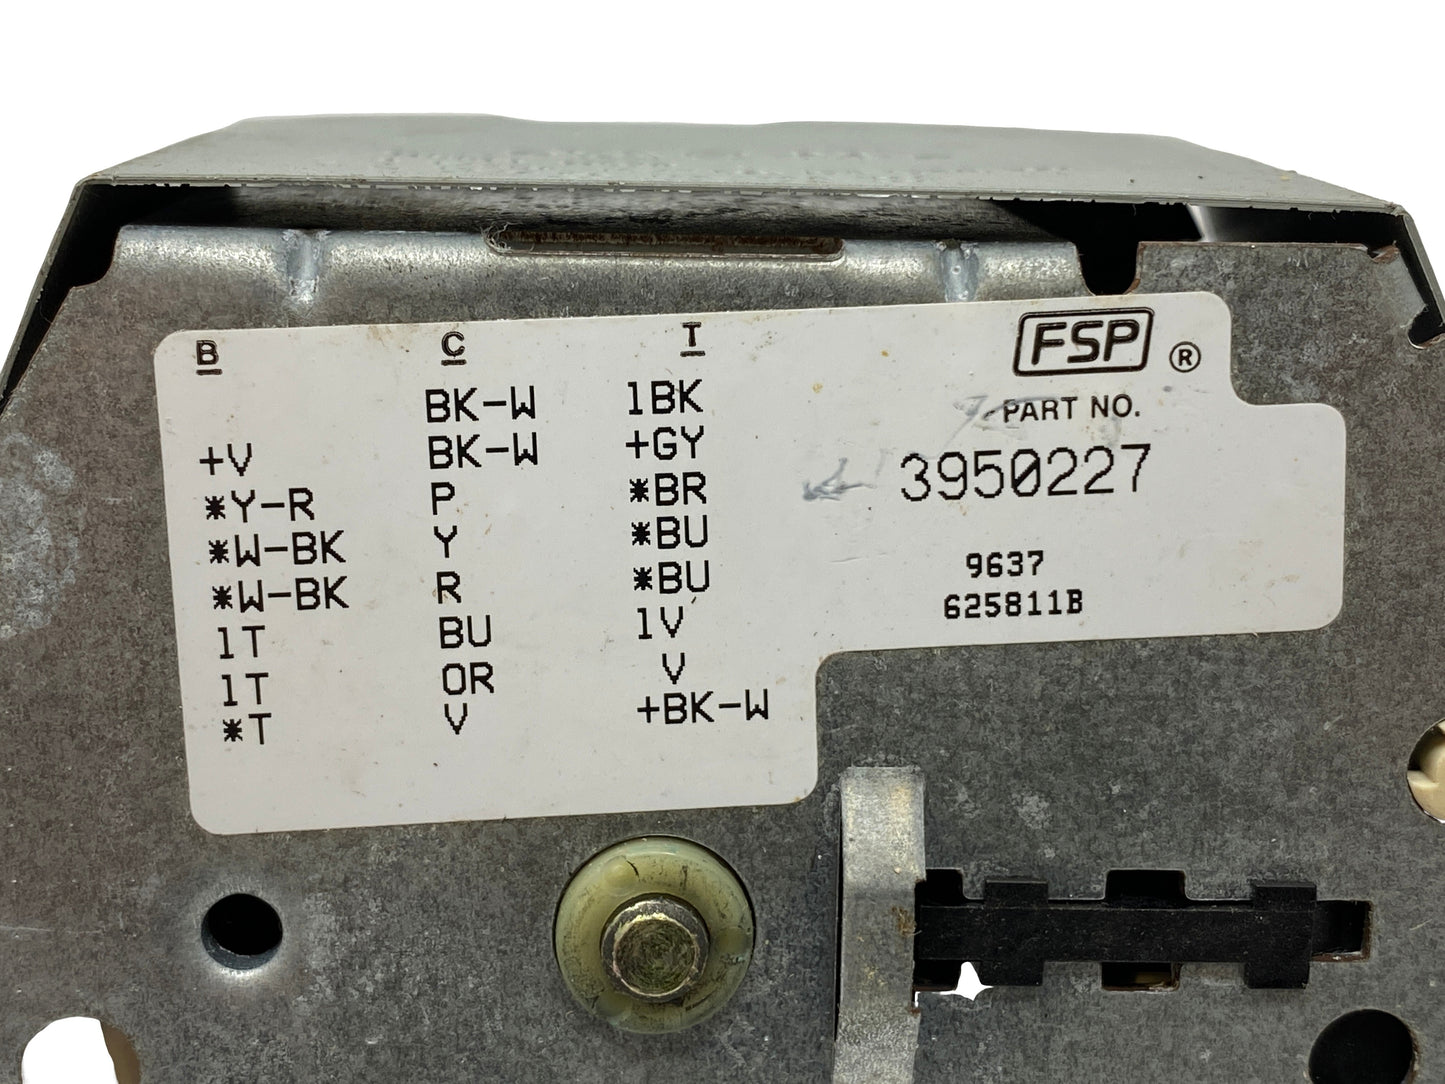 B C T
BK-W 1BK
+V BK-W +GY
*Y-R P *BR
*W-BK Y *BU
*W-BK R *BU
1T BU 1V
1T OR V
*T V +BK-W
FSP ®
PART NO.
3950227
9637
625811B